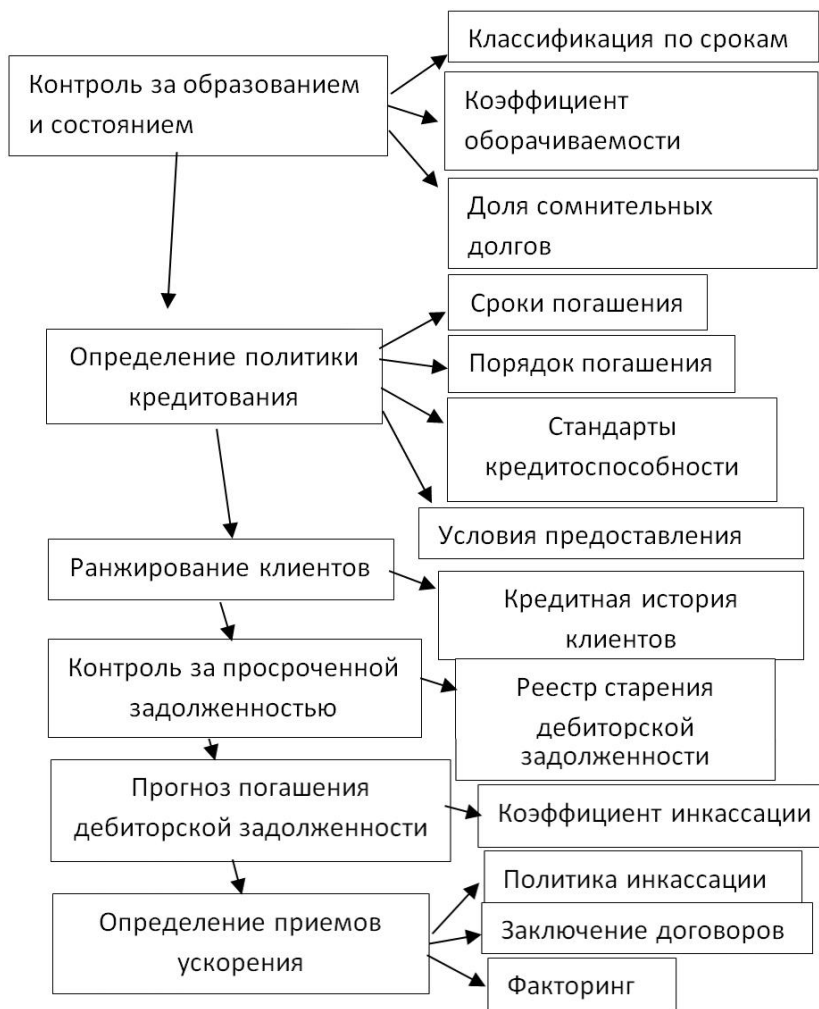 Контроль за образованием
и состоянием
Классификация по срокам
Коэффициент
оборачиваемости
Доля сомнительных
долгов
Определение политики
кредитования
Сроки погашения
Порядок погашения
Стандарты
кредитоспособности
Условия предоставления
Ранжирование клиентов
Кредитная история
клиентов
Контроль за просроченной
задолженностью
Реестр старения
дебиторской
задолженности
Прогноз погашения
дебиторской задолженности
Коэффициент инкассации
Определение приемов
ускорения
Политика инкассации
Заключение договоров
Факторинг